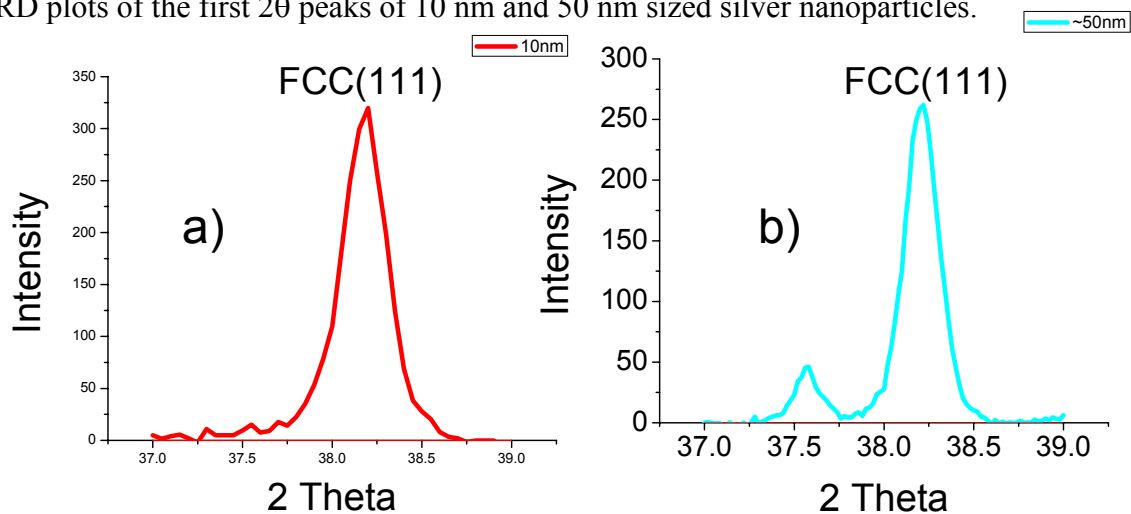 RD plots of the first 2θ peaks of 10 nm and 50 nm sized silver nanoparticles.
10nm
FCC(111)
a)
Intensity
350
300
250
200
150
100
50
0
37.0 37.5 38.0 38.5 39.0
2 Theta
~50nm
FCC(111)
b)
Intensity
300
250
200
150
100
50
0
37.0 37.5 38.0 38.5 39.0
2 Theta